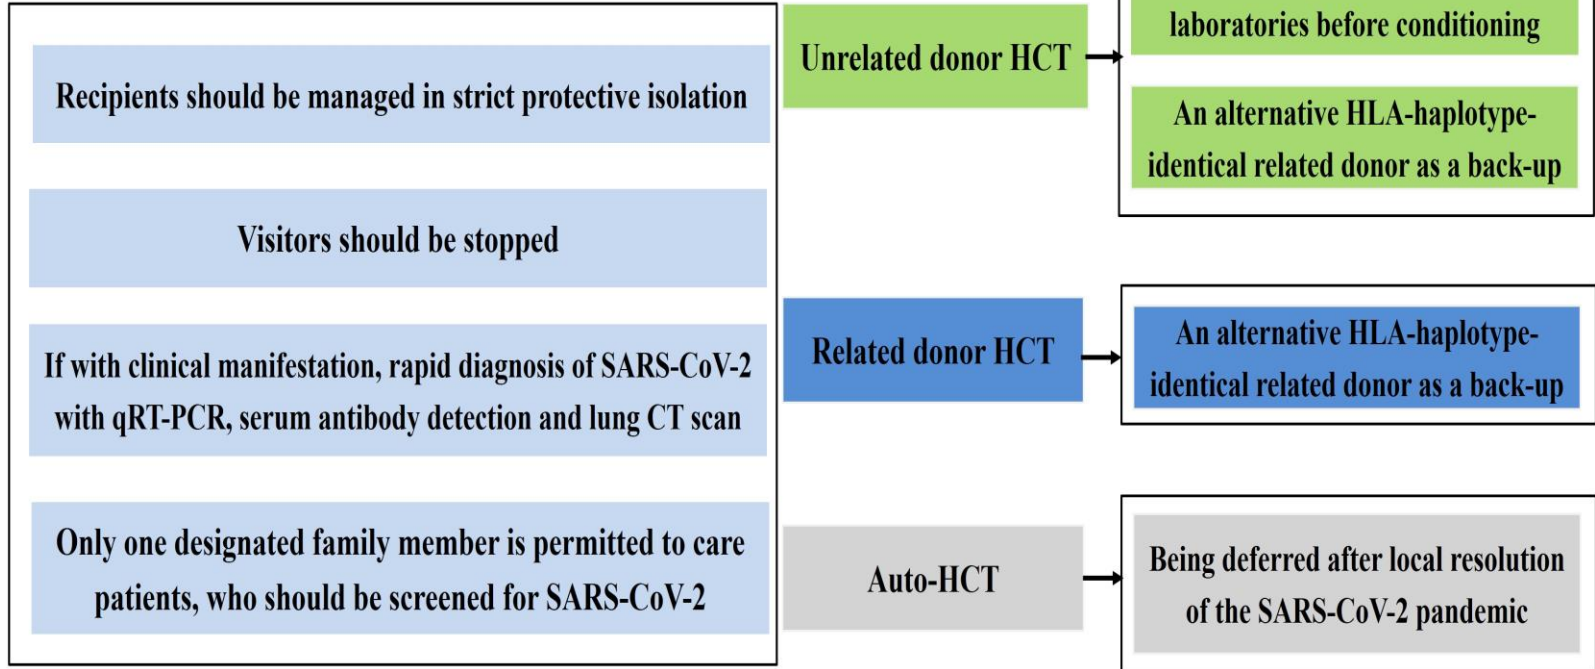 Recipients should be managed in strict protective isolation
Visitors should be stopped
If with clinical manifestation, rapid diagnosis of SARS-CoV-2
with qRT-PCR, serum antibody detection and lung CT scan
Only one designated family member is permitted to care
patients, who should be screened for SARS-CoV-2
Unrelated donor HCT
laboratories before conditioning
An alternative HLA-haplotype-
identical related donor as a back-up
Related donor HCT
An alternative HLA-haplotype-
identical related donor as a back-up
Auto-HCT
Being deferred after local resolution
of the SARS-CoV-2 pandemic